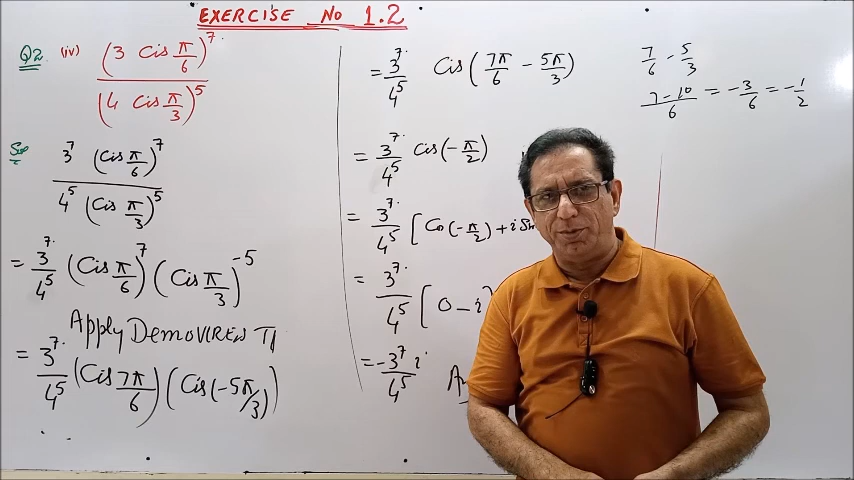 EXERCISE No 1.2
Q2. (iv) (3 Cis π/6)^7 / (4 Cis π/3)^5
Sol
3^7 (Cis π/6)^7 / 4^5 (Cis π/3)^5
= 3^7/4^5 (Cis π/6)^7 (Cis π/3)^-5
Apply DEMOVIRES Th
= 3^7/4^5 (Cis 7π/6) (Cis(-5π/3))
= 3^7/4^5 Cis(7π/6 - 5π/3)
= 3^7/4^5 Cis(-π/2)
= 3^7/4^5 [Co(-π/2) + i Sin
= 3^7/4^5 [0 - i]
= -3^7/4^5 i
7/6 - 5/3
7-10/6 = -3/6 = -1/2